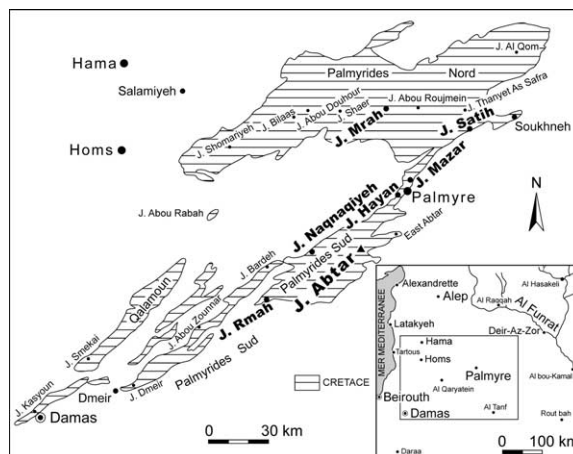 J. Al Qom
Hama
Palmyrides Nord
Salamiyeh
J. Thanyet As Safra
J. Abou Roujmein
J. Shaer
J. Abou Douhour
J. Bilaas
J. Shomariyeh
J. Mrah
J. Satih
Soukhneh
Homs
J. Mazar
J. Hayan
Palmyre
N
J. Abou Rabah
J. Naqnaqiyeh
East Abtar
J. Bardeh
Palmyrides Sud
J. Abtar
Qalamoun
J. Abou Zounnar
J. Rmah
J. Smekai
Palmyrides Sud
Dmeir
J. Dmeir
J. Kasyoun
Damas
CRETACE
0 30 km
Alexandrette
Alep
Al Hasakeli
Al Raqqah
Al Furrat
Latakyeh
Deir-Az-Zor
MER MEDITERRANEE
Tartous
Hama
Homs
Palmyre
Al bou-Kamal
Al Qaryatein
Beirouth
Damas
Al Tanf
Rout bah
Daraa
0 100 km